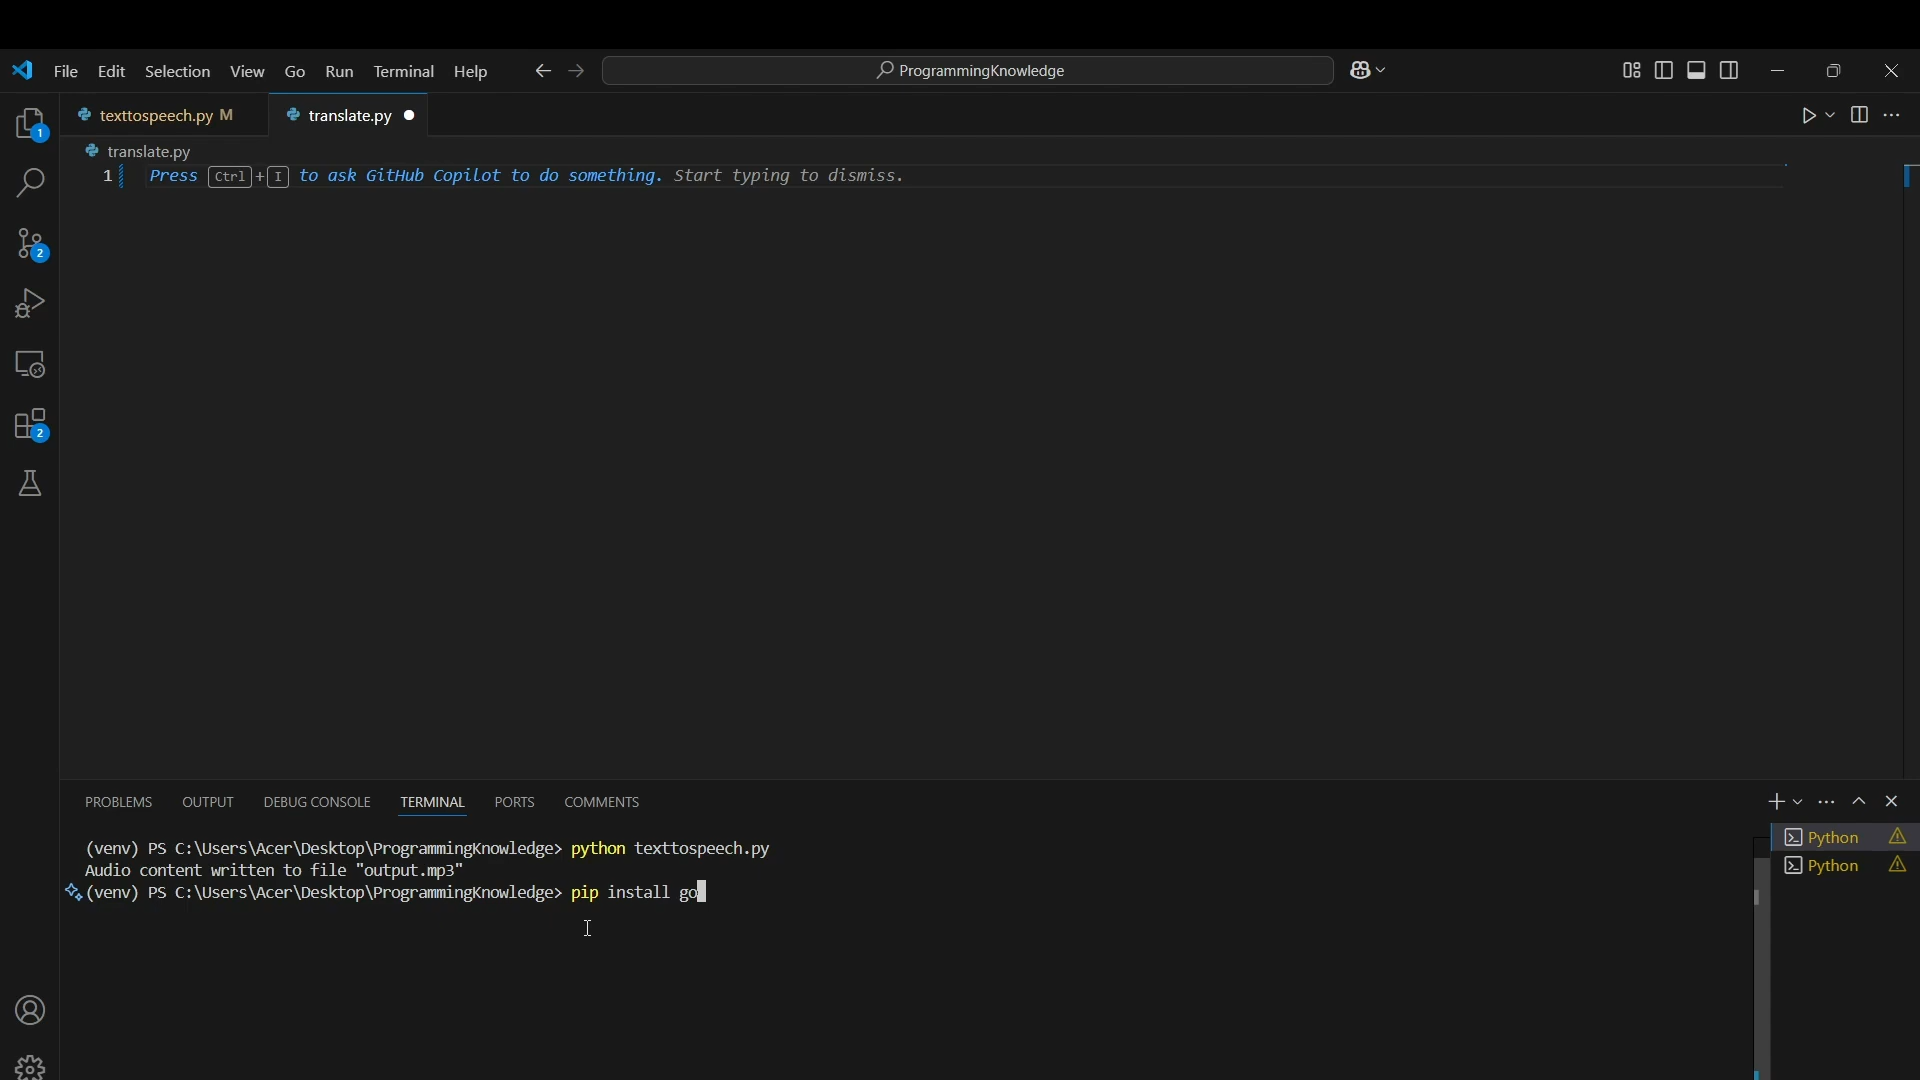 File Edit Selection View Go Run Terminal Help ProgrammingKnowledge
texttospeech.py M translate.py
translate.py
1 Press Ctrl+I to ask GitHub Copilot to do something. Start typing to dismiss.
1
2
2
PROBLEMS OUTPUT DEBUG CONSOLE TERMINAL PORTS COMMENTS
(venv) PS C:\Users\Acer\Desktop\ProgrammingKnowledge> python texttospeech.py
Audio content written to file "output.mp3"
(venv) PS C:\Users\Acer\Desktop\ProgrammingKnowledge> pip install go
Python
Python